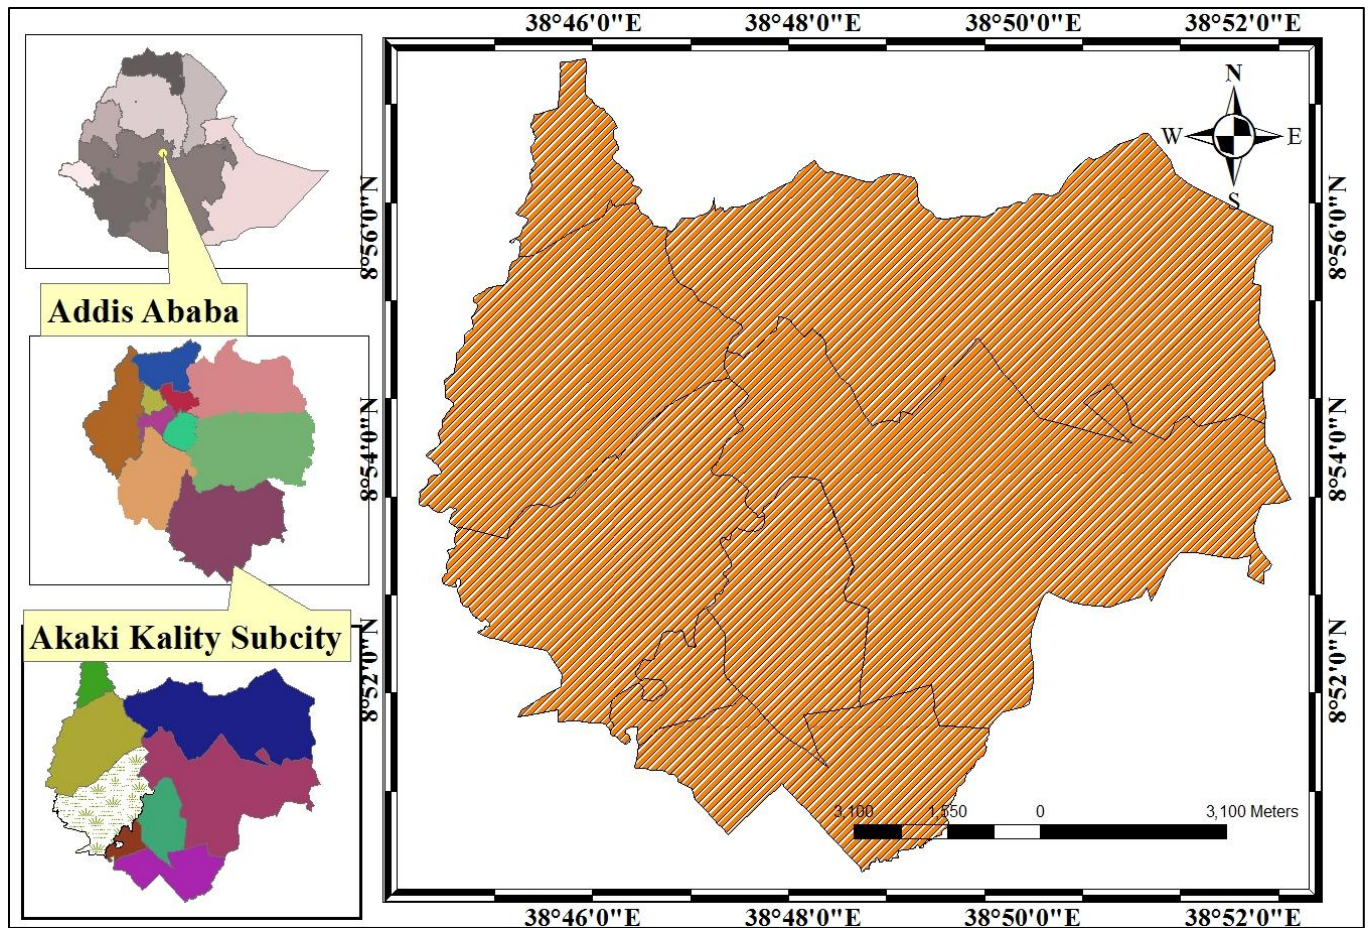 38°46'0"E 38°48'0"E 38°50'0"E 38°52'0"E
N
W E
S
8°56'0"N 8°56'0"N
Addis Ababa
8°54'0"N 8°54'0"N
Akaki Kality Subcity
8°52'0"N 8°52'0"N
3,100 1,550 0 3,100 Meters
38°46'0"E 38°48'0"E 38°50'0"E 38°52'0"E